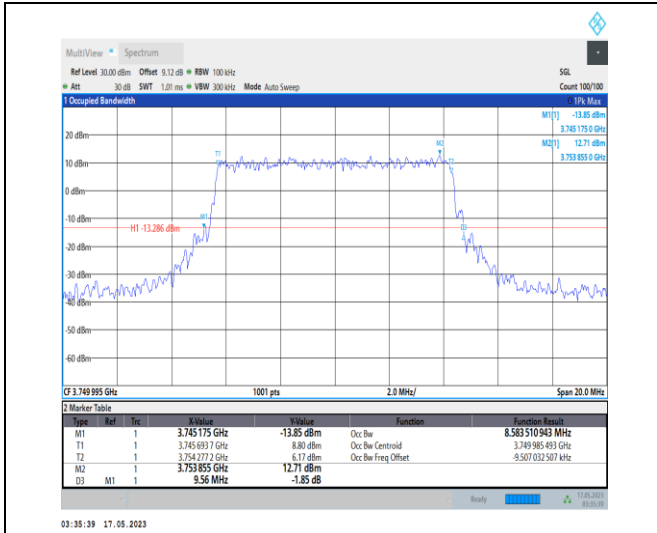 MultiView Spectrum
Ref Level 30.00 dBm Offset 9.12 dB RBW 100 kHz SGL
Att 30 dB SWT 1.01 ms VBW 300 kHz Mode Auto Sweep Count 100/100
1 Occupied Bandwidth 1Pk Max
M1[1] -13.85 dBm
3.745 175 0 GHz
M2[1] 12.71 dBm
3.753 855 0 GHz
20 dBm
M2
T1
T2
10 dBm
0 dBm
-10 dBm
M1
H1 -13.286 dBm
D3
-20 dBm
-30 dBm
-40 dBm
-50 dBm
-60 dBm
CF 3.749 995 GHz 1001 pts 2.0 MHz/ Span 20.0 MHz
2 Marker Table
Type Ref Trc X-Value Y-Value Function Function Result
M1 1 3.745 175 GHz -13.85 dBm Occ Bw 8.583 510 943 MHz
T1 1 3.745 693 7 GHz 8.80 dBm Occ Bw Centroid 3.749 985 493 GHz
T2 1 3.754 277 2 GHz 6.17 dBm Occ Bw Freq Offset -9.507 032 507 kHz
M2 1 3.753 855 GHz 12.71 dBm
D3 M1 1 9.56 MHz -1.85 dB
Ready 17.05.2023
03:35:39
03:35:39 17.05.2023